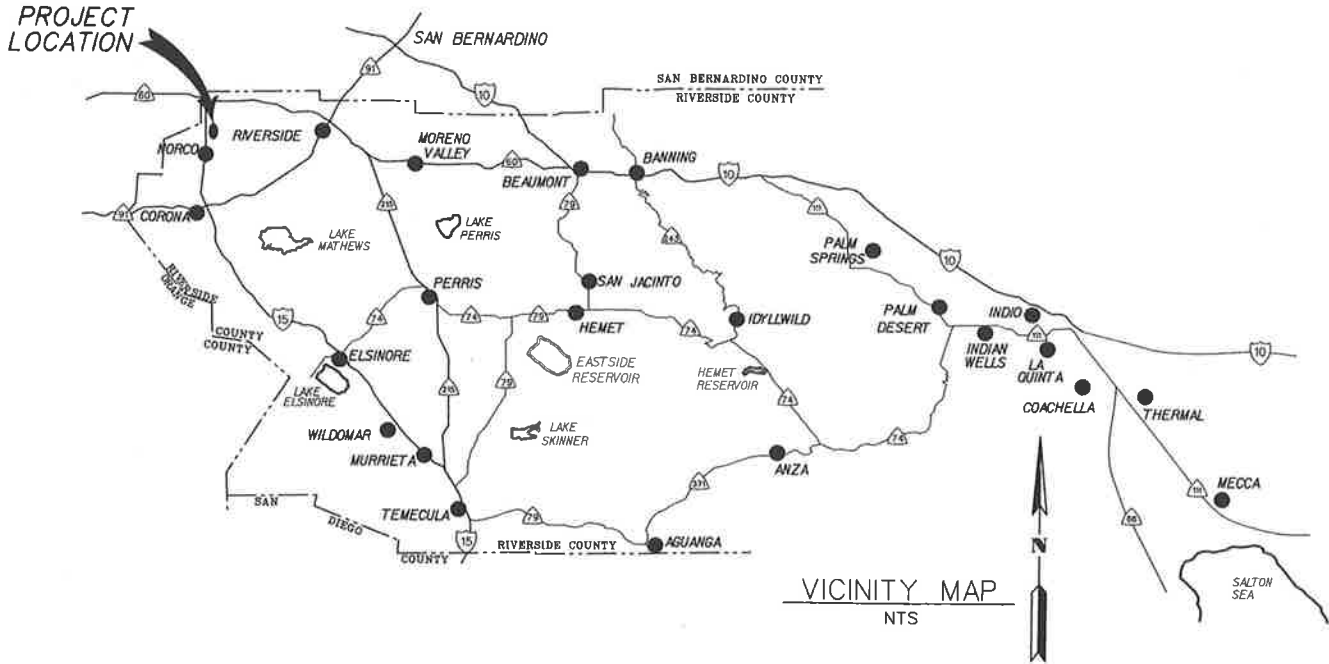 PROJECT
LOCATION
SAN BERNARDINO
91
10
SAN BERNARDINO COUNTY
RIVERSIDE COUNTY
60
RIVERSIDE
NORCO
MORENO
VALLEY
60
BEAUMONT
BANNING
10
91
CORONA
215
79
111
LAKE
MATHEWS
LAKE
PERRIS
243
PALM
SPRINGS
10
RIVERSIDE
ORANGE
COUNTY
COUNTY
15
PERRIS
SAN JACINTO
74
74
79
HEMET
74
IDYLLWILD
PALM
DESERT
INDIO
111
INDIAN
WELLS
LA
QUINTA
10
ELSINORE
LAKE
ELSINORE
215
79
EASTSIDE
RESERVOIR
HEMET
RESERVOIR
74
COACHELLA
THERMAL
WILDOMAR
MURRIETA
LAKE
SKINNER
74
ANZA
371
111
MECCA
SAN
DIEGO
COUNTY
TEMECULA
79
15
RIVERSIDE COUNTY
AGUANGA
86
N
VICINITY MAP
NTS
SALTON
SEA